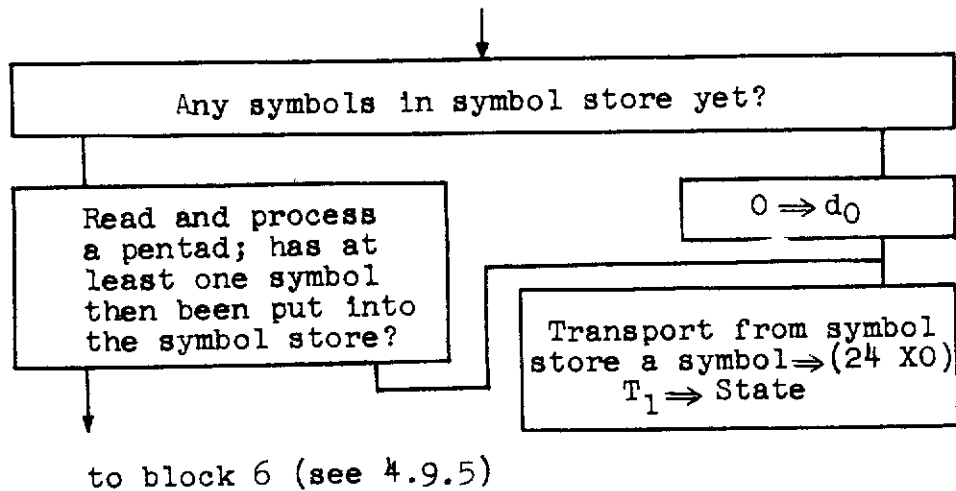 Any symbols in symbol store yet?
Read and process
a pentad; has at
least one symbol
then been put into
the symbol store?
0 ⇒ d₀
Transport from symbol
store a symbol⇒(24 X0)
T₁⇒ State
to block 6 (see 4.9.5)